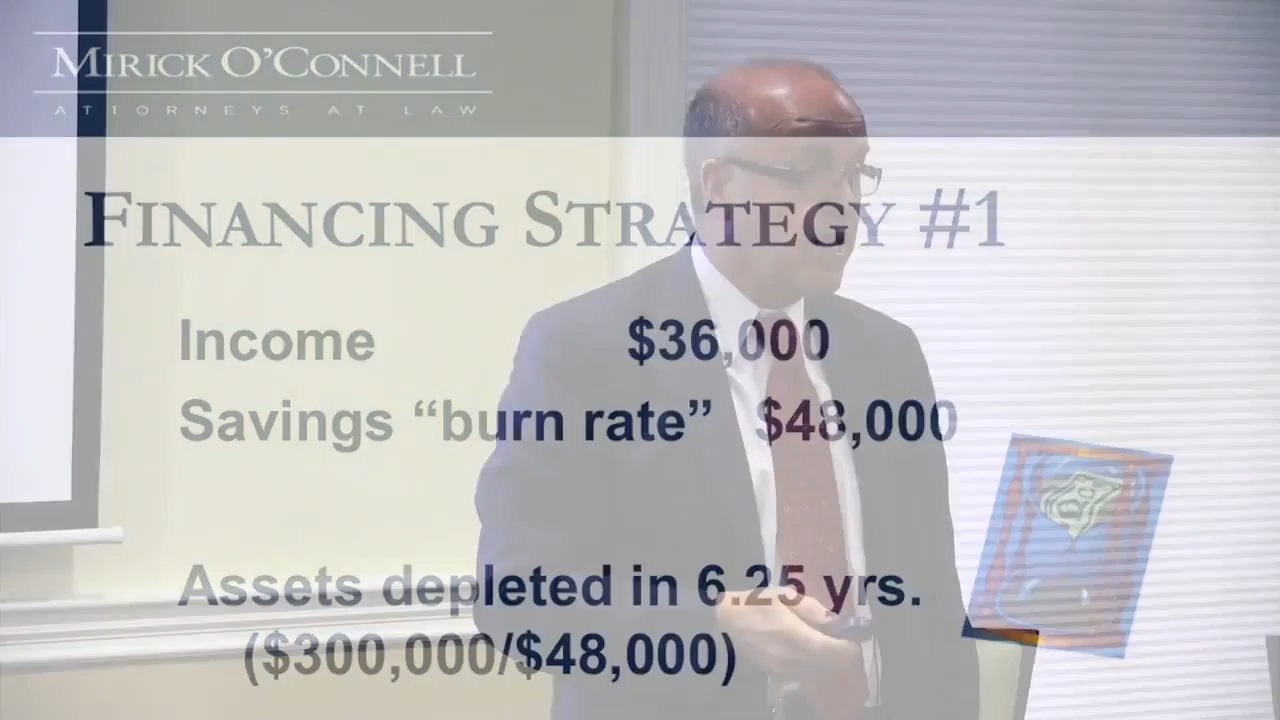 MIRICK O'CONNELL
ATTORNEYS AT LAW
FINANCING STRATEGY #1
Income $36,000
Savings “burn rate” $48,000
Assets depleted in 6.25 yrs.
($300,000/$48,000)